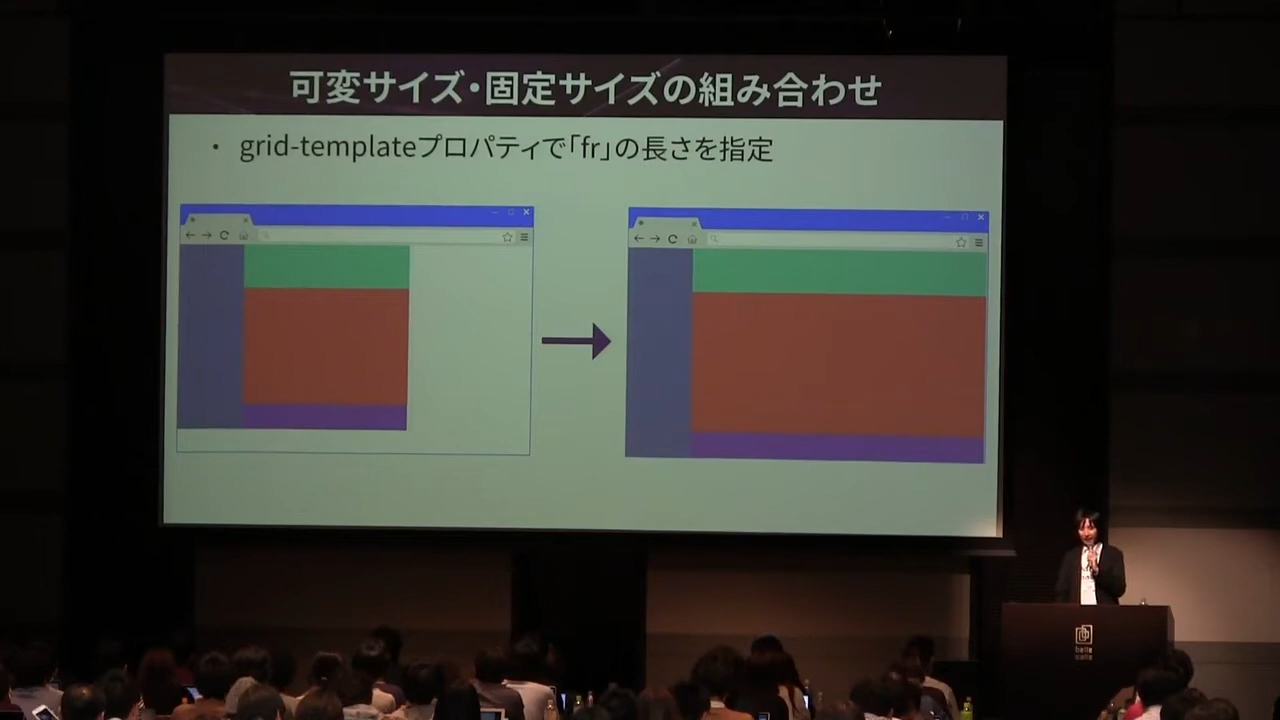 可変サイズ・固定サイズの組み合わせ
・ grid-templateプロパティで「fr」の長さを指定
belle
salle